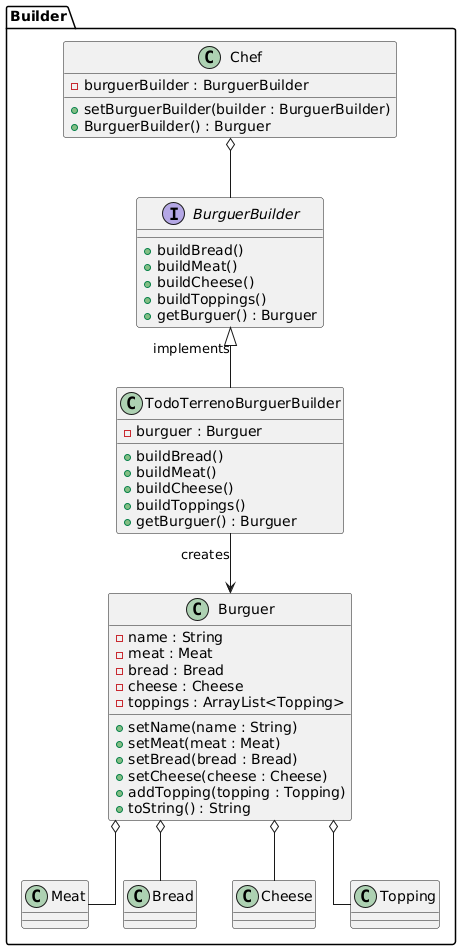 Builder
C Chef
burguerBuilder : BurguerBuilder
setBurguerBuilder(builder : BurguerBuilder)
BurguerBuilder() : Burguer
I BurguerBuilder
buildBread()
buildMeat()
buildCheese()
buildToppings()
getBurguer() : Burguer
implements
C TodoTerrenoBurguerBuilder
burguer : Burguer
buildBread()
buildMeat()
buildCheese()
buildToppings()
getBurguer() : Burguer
creates
C Burguer
name : String
meat : Meat
bread : Bread
cheese : Cheese
toppings : ArrayList<Topping>
setName(name : String)
setMeat(meat : Meat)
setBread(bread : Bread)
setCheese(cheese : Cheese)
addTopping(topping : Topping)
toString() : String
C Meat
C Bread
C Cheese
C Topping